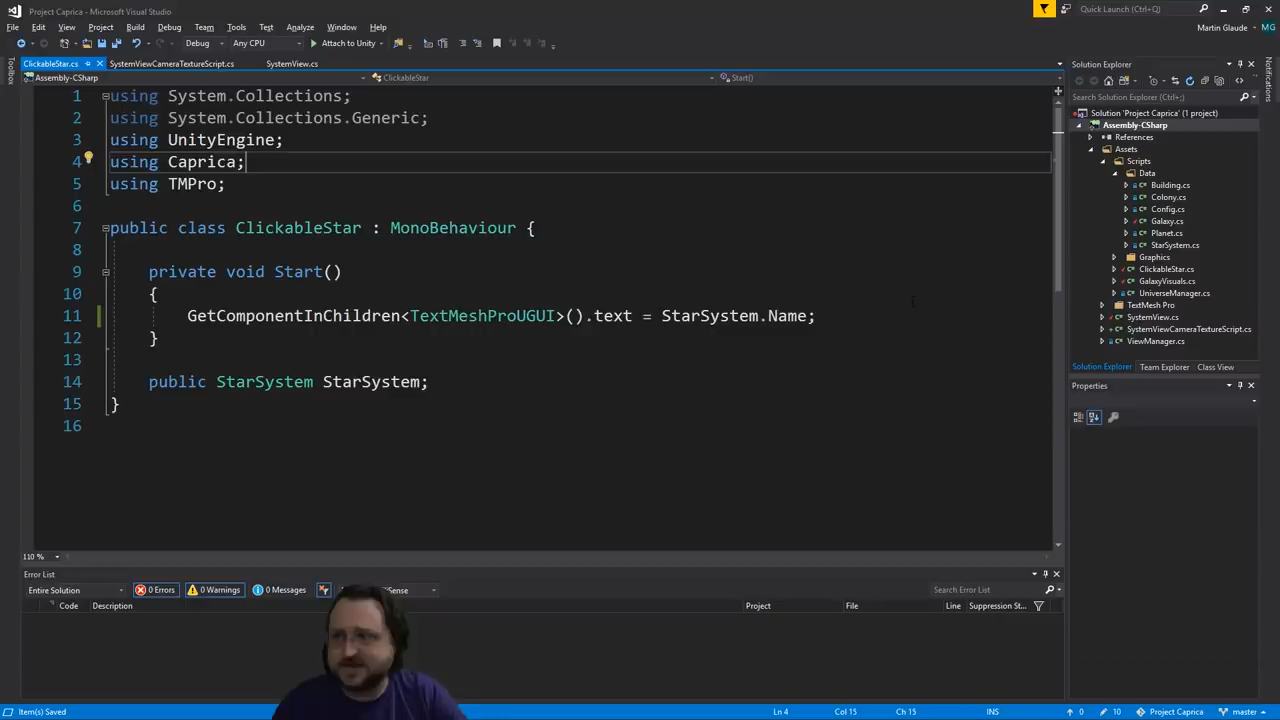 Project Caprica - Microsoft Visual Studio
Quick Launch (Ctrl+;)
File Edit View Project Build Debug Team Tools Test Analyze Window Help
Martin Glaude MG
Debug Any CPU Attach to Unity
ClickableStar.cs SystemViewCameraTextureScript.cs SystemView.cs
Assembly-CSharp ClickableStar Start()
Toolbox
1 using System.Collections;
2 using System.Collections.Generic;
3 using UnityEngine;
4 using Caprica;
5 using TMPro;
6
7 public class ClickableStar : MonoBehaviour {
8
9 private void Start()
10 {
11 GetComponentInChildren<TextMeshProUGUI>().text = StarSystem.Name;
12 }
13
14 public StarSystem StarSystem;
15 }
16
110 %
Solution Explorer
Search Solution Explorer (Ctrl+;)
Solution 'Project Caprica' (1 project)
Assembly-CSharp
References
Assets
Scripts
Data
Building.cs
Colony.cs
Config.cs
Galaxy.cs
Planet.cs
StarSystem.cs
Graphics
ClickableStar.cs
GalaxyVisuals.cs
UniverseManager.cs
TextMesh Pro
SystemView.cs
SystemViewCameraTextureScript.cs
ViewManager.cs
Solution Explorer Team Explorer Class View
Properties
Notifications
Error List
Entire Solution 0 Errors 0 Warnings 0 Messages
Search Error List
Code Description Project File Line Suppression St...
Item(s) Saved Ln 4 Col 15 Ch 15 INS 0 10 Project Caprica master